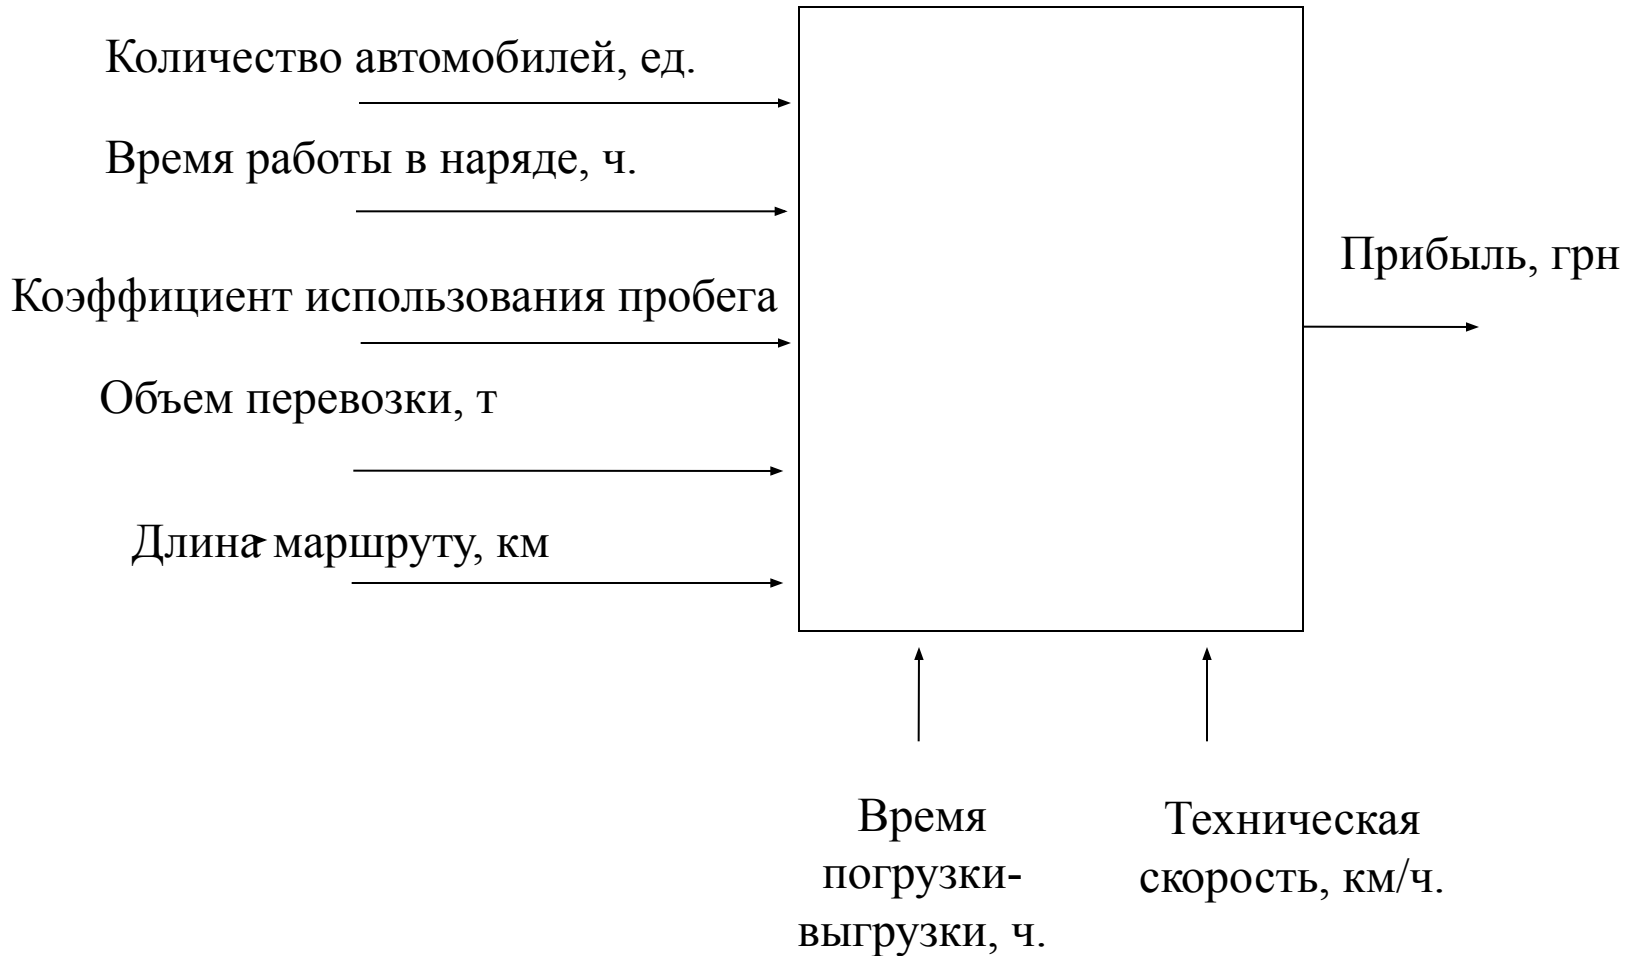 Количество автомобилей, ед.
Время работы в наряде, ч.
Прибыль, грн
Коэффициент использования пробега
Объем перевозки, т
Длина маршруту, км
Время
погрузки-
выгрузки, ч.
Техническая
скорость, км/ч.